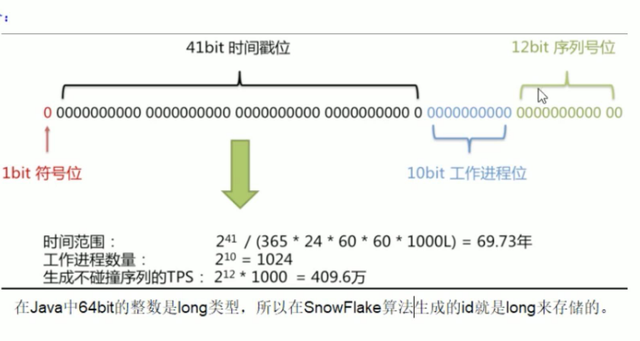 41bit 时间戳位
12bit 序列号位
0 0000000000 0000000000 0000000000 0000000000 0 0000000000 0000000000 00
1bit 符号位
10bit 工作进程位
时间范围： 2⁴¹ / (365 * 24 * 60 * 60 * 1000L) = 69.73年
工作进程数量： 2¹⁰ = 1024
生成不碰撞序列的TPS： 2¹² * 1000 = 409.6万
在Java中64bit的整数是long类型，所以在SnowFlake算法生成的id就是long来存储的。